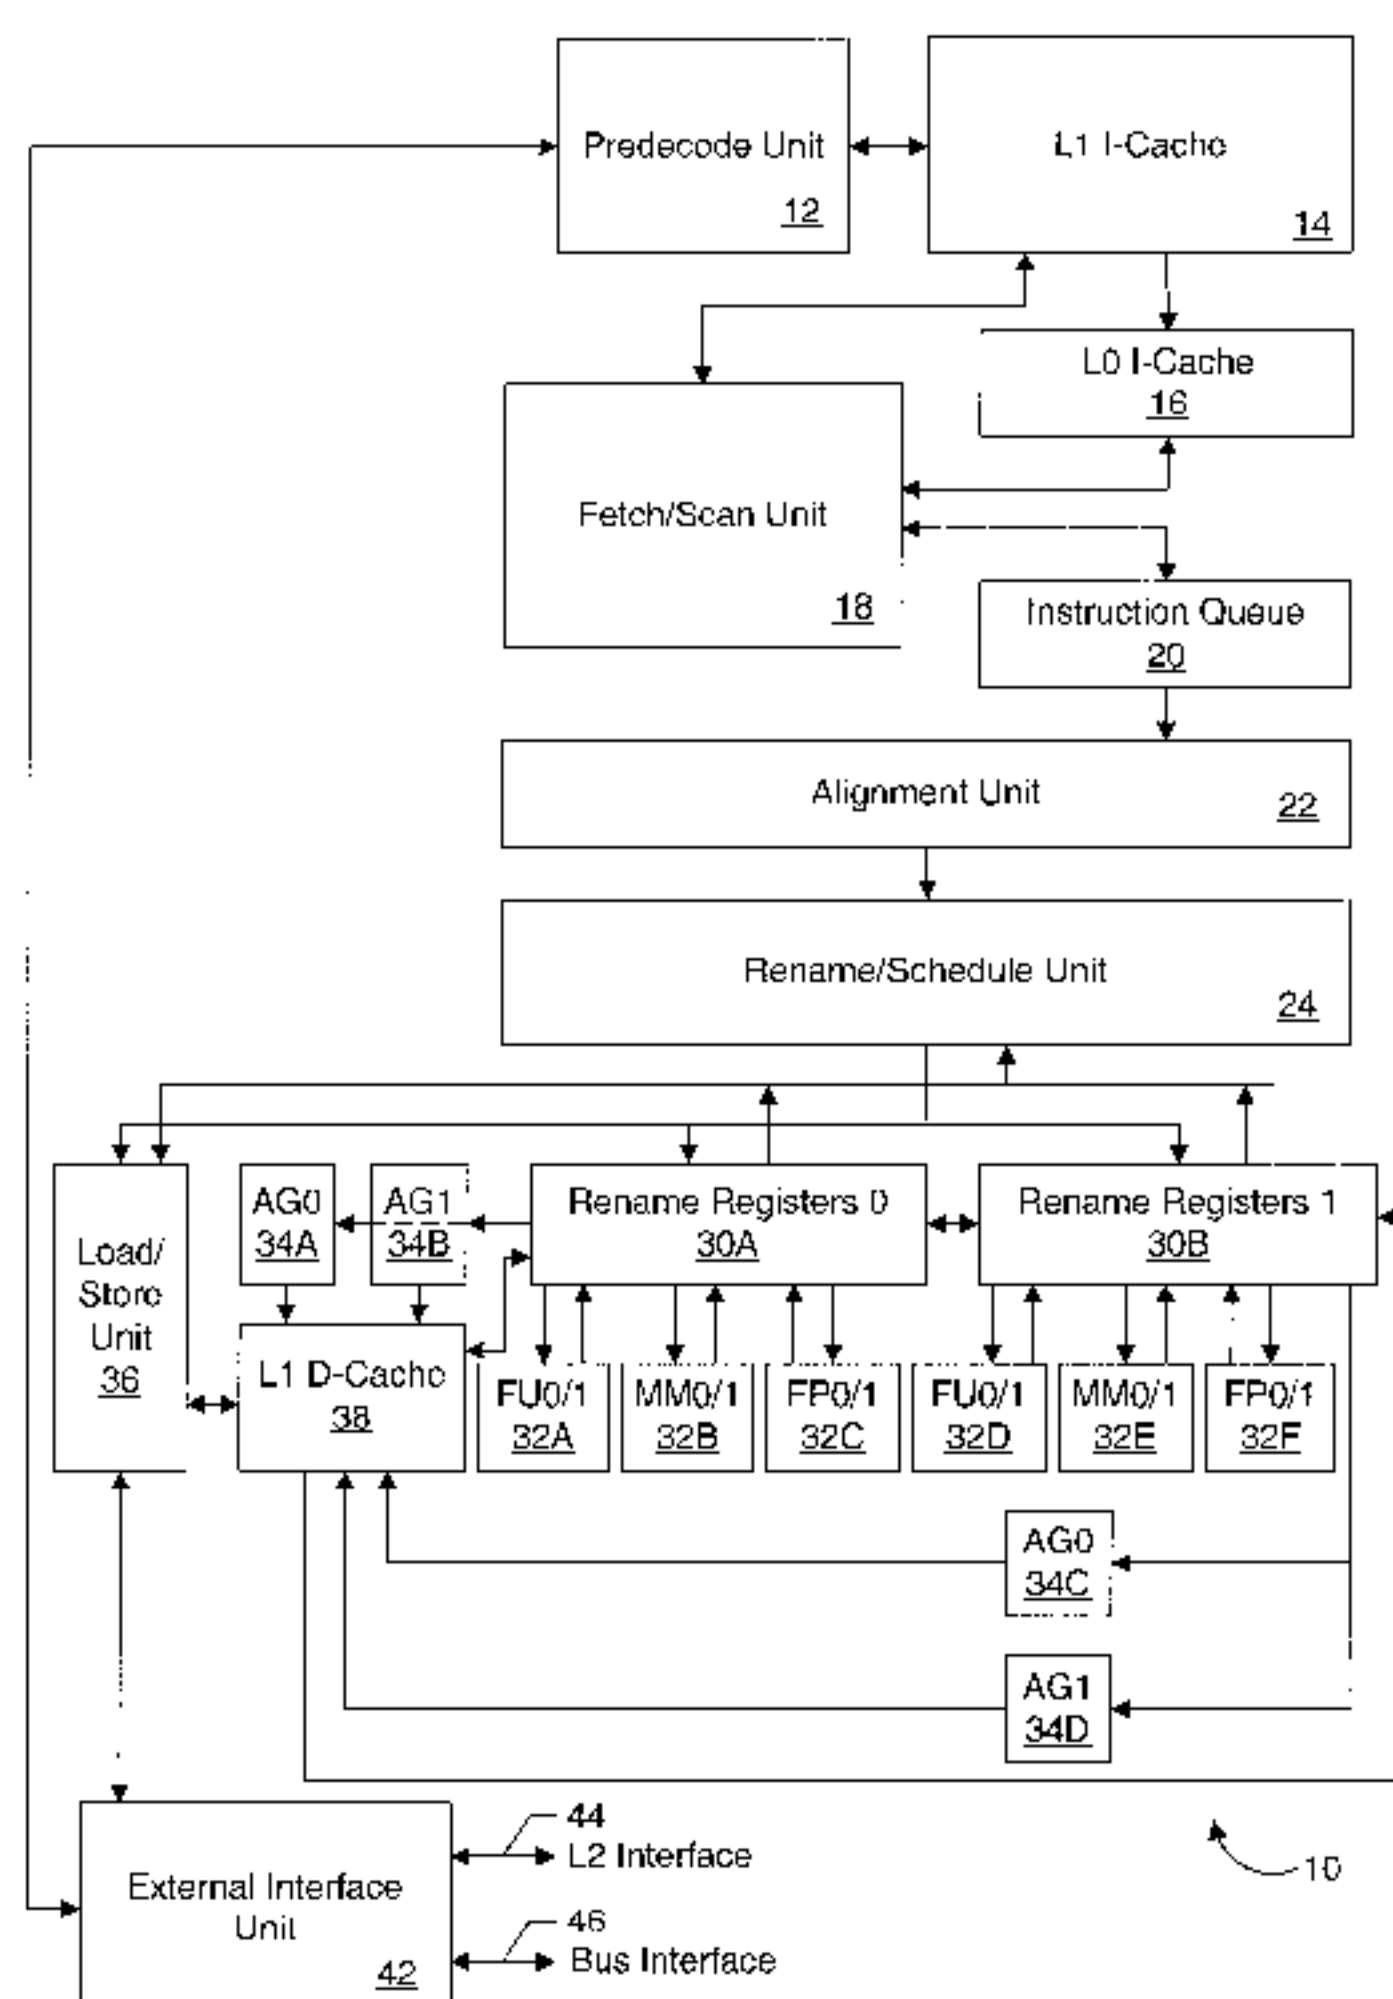 Predecode Unit
12
L1 I-Cache
14
L0 I-Cache
16
Fetch/Scan Unit
18
Instruction Queue
20
Alignment Unit
22
Rename/Schedule Unit
24
Load/
Store
Unit
36
AG0
34A
AG1
34B
Rename Registers 0
30A
Rename Registers 1
30B
L1 D-Cache
38
FU0/1
32A
MM0/1
32B
FP0/1
32C
FU0/1
32D
MM0/1
32E
FP0/1
32F
AG0
34C
AG1
34D
External Interface
Unit
42
44
L2 Interface
46
Bus Interface
10